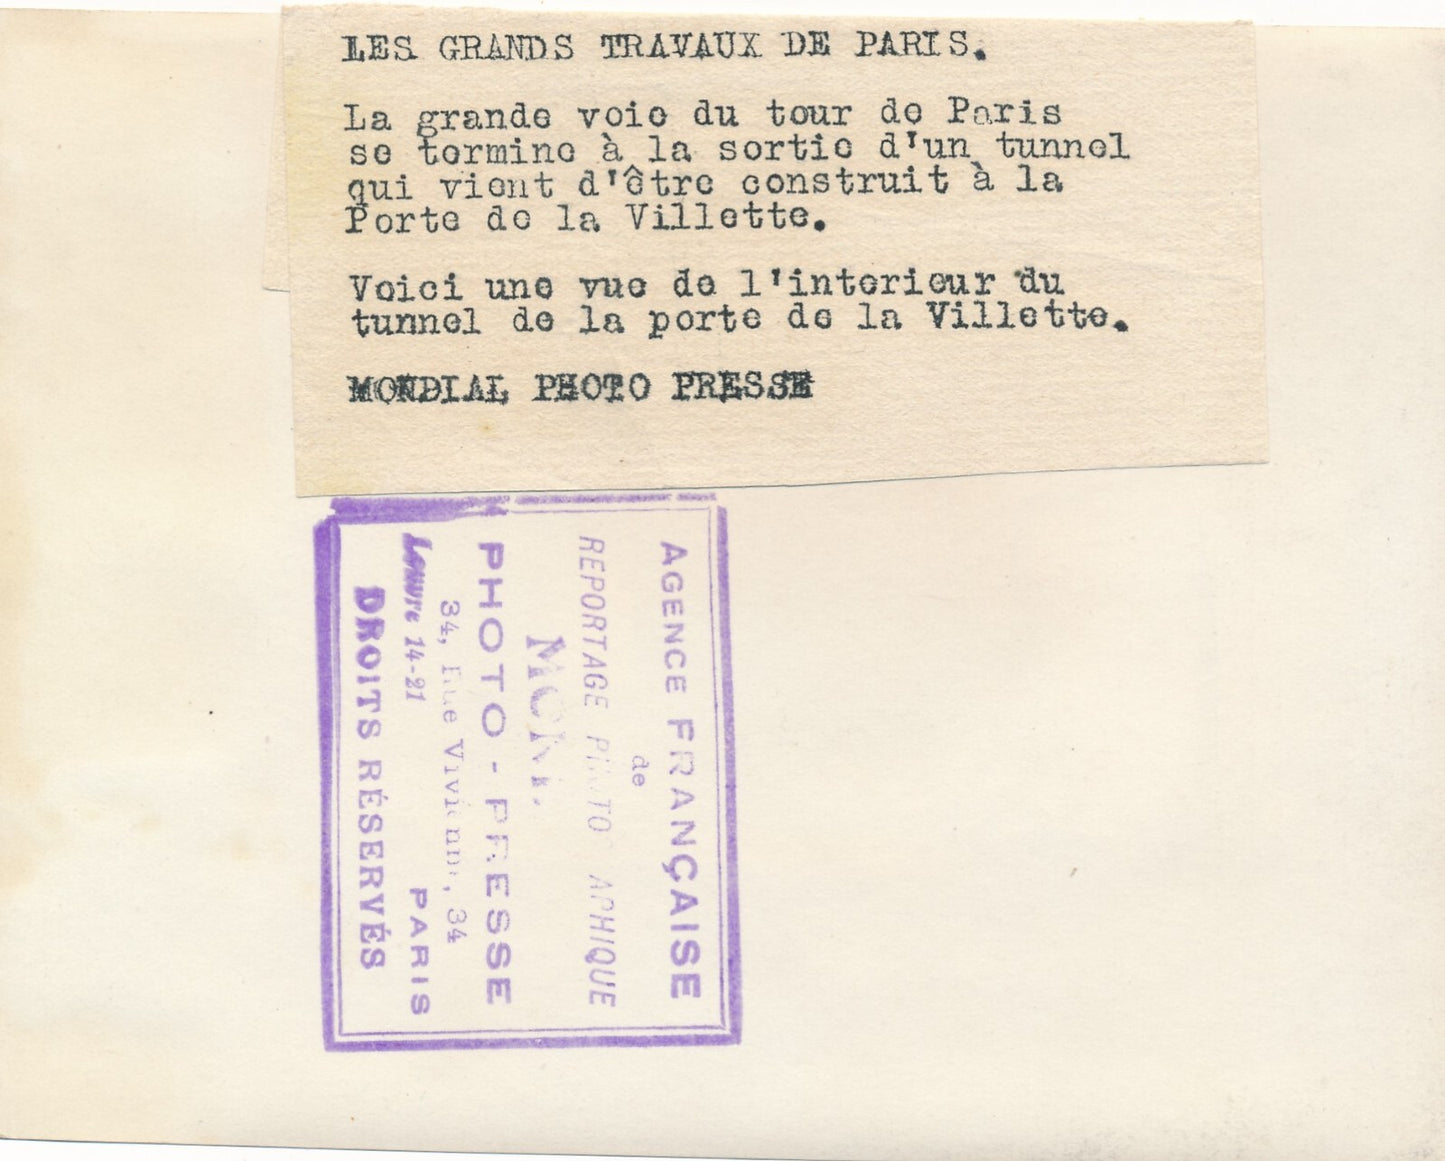 LES GRANDS TRAVAUX DE PARIS.
La grande voie du tour de Paris
se termine à la sortie d'un tunnel
qui vient d'être construit à la
Porte de la Villette.
Voici une vue de l'interieur du
tunnel de la porte de la Villette.
MONDIAL PHOTO PRESSE
AGENCE FRANÇAISE
de
REPORTAGE PHOTOGRAPHIQUE
PHOTO - PRESSE
34, Rue Vivienne, 34
Louvre 14-21 PARIS
DROITS RÉSERVÉS